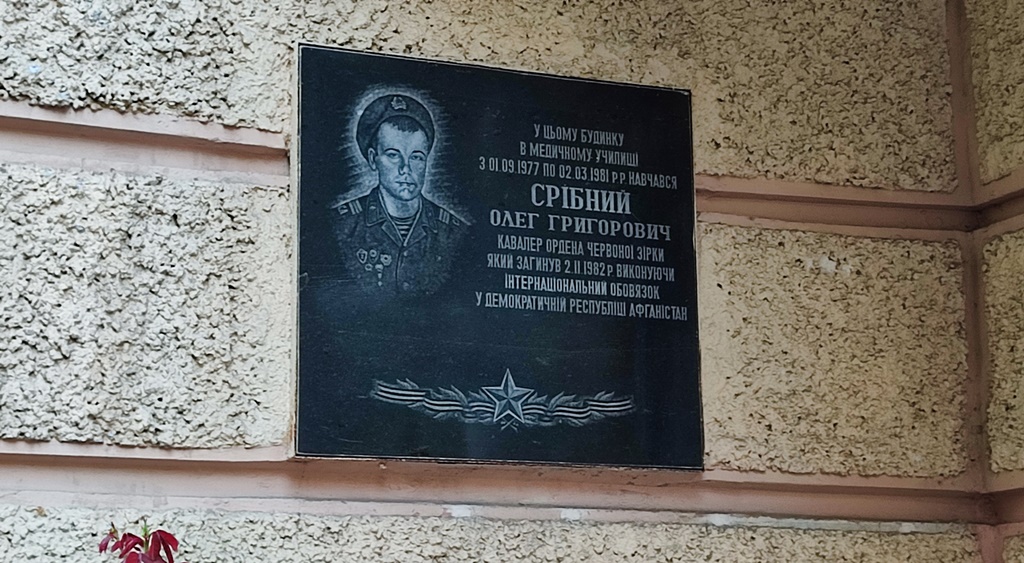 У ЦЬОМУ БУДИНКУ
В МЕДИЧНОМУ УЧИЛИЩІ
З 01.09.1977 ПО 02.03.1981 Р.Р. НАВЧАВСЯ
СРІБНИЙ
ОЛЕГ ГРИГОРОВИЧ
КАВАЛЕР ОРДЕНА ЧЕРВОНОЇ ЗІРКИ
ЯКИЙ ЗАГИНУВ 2.11.1982 Р ВИКОНУЮЧИ
ІНТЕРНАЦІОНАЛЬНИЙ ОБОВЯЗОК
У ДЕМОКРАТИЧНІЙ РЕСПУБЛІЦІ АФГАНІСТАН